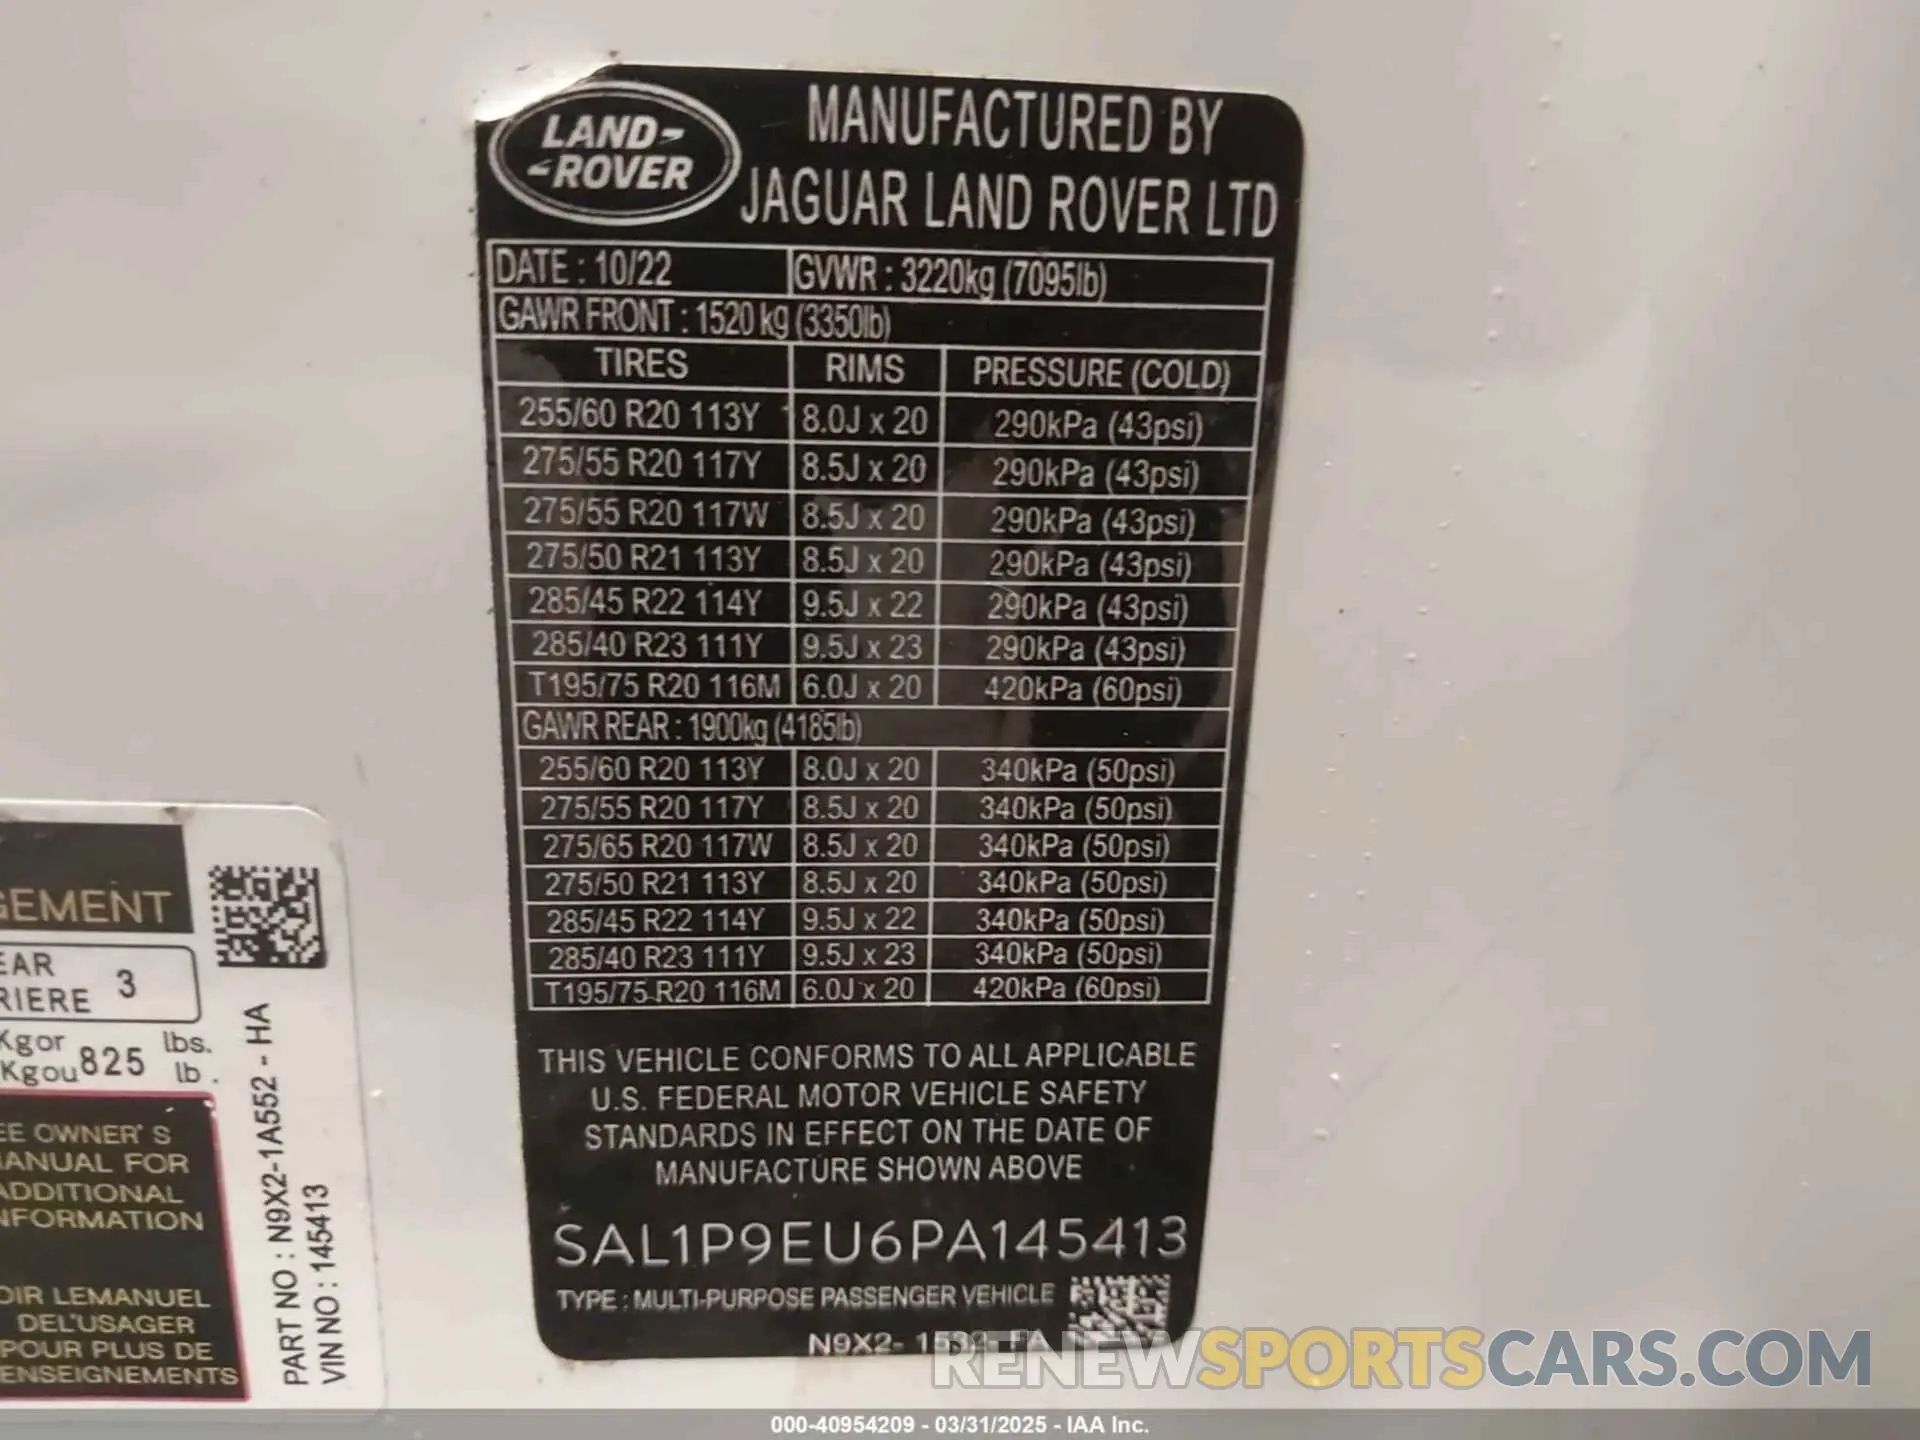 LAND-
-ROVER
MANUFACTURED BY
JAGUAR LAND ROVER LTD
DATE : 10/22 GVWR : 3220kg (7095lb)
GAWR FRONT : 1520 kg (3350lb)
TIRES RIMS PRESSURE (COLD)
255/60 R20 113Y 8.0J x 20 290kPa (43psi)
275/55 R20 117Y 8.5J x 20 290kPa (43psi)
275/55 R20 117W 8.5J x 20 290kPa (43psi)
275/50 R21 113Y 8.5J x 20 290kPa (43psi)
285/45 R22 114Y 9.5J x 22 290kPa (43psi)
285/40 R23 111Y 9.5J x 23 290kPa (43psi)
T195/75 R20 116M 6.0J x 20 420kPa (60psi)
GAWR REAR : 1900kg (4185lb)
255/60 R20 113Y 8.0J x 20 340kPa (50psi)
275/55 R20 117Y 8.5J x 20 340kPa (50psi)
275/65 R20 117W 8.5J x 20 340kPa (50psi)
275/50 R21 113Y 8.5J x 20 340kPa (50psi)
285/45 R22 114Y 9.5J x 22 340kPa (50psi)
285/40 R23 111Y 9.5J x 23 340kPa (50psi)
T195/75 R20 116M 6.0J x 20 420kPa (60psi)
THIS VEHICLE CONFORMS TO ALL APPLICABLE
U.S. FEDERAL MOTOR VEHICLE SAFETY
STANDARDS IN EFFECT ON THE DATE OF
MANUFACTURE SHOWN ABOVE
SAL1P9EU6PA145413
TYPE : MULTI-PURPOSE PASSENGER VEHICLE
N9X2-
GEMENT
EAR
RIERE 3
Kgor 825 lbs.
Kgou lb .
EE OWNER' S
MANUAL FOR
ADDITIONAL
NFORMATION
OIR LEMANUEL
DEL'USAGER
POUR PLUS DE
ENSEIGNEMENTS
PART NO : N9X2-1A552 - HA
VIN NO : 145413
RENEWSPORTSCARS.COM
000-40954209 - 03/31/2025 - IAA Inc.